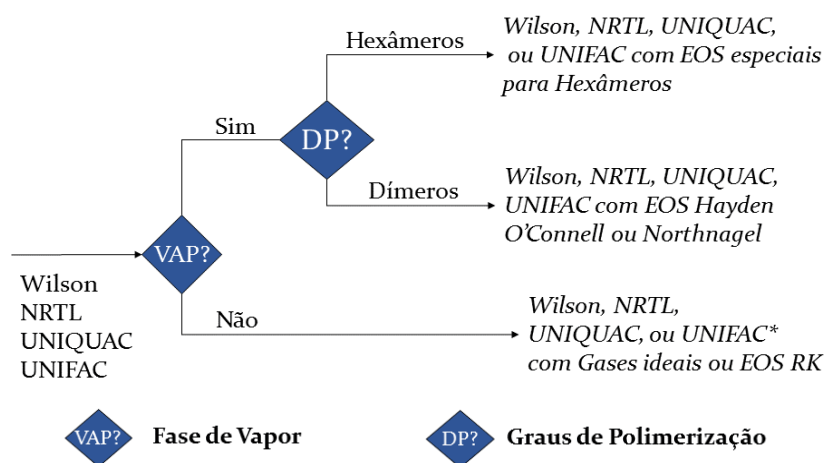 Hexâmeros
Wilson, NRTL, UNIQUAC,
ou UNIFAC com EOS especiais
para Hexâmeros
Sim
DP?
Dímeros
Wilson, NRTL, UNIQUAC,
UNIFAC com EOS Hayden
O'Connell ou Northnagel
VAP?
Wilson
NRTL
UNIQUAC
UNIFAC
Não
Wilson, NRTL,
UNIQUAC, ou UNIFAC*
com Gases ideais ou EOS RK
VAP? Fase de Vapor
DP? Graus de Polimerização